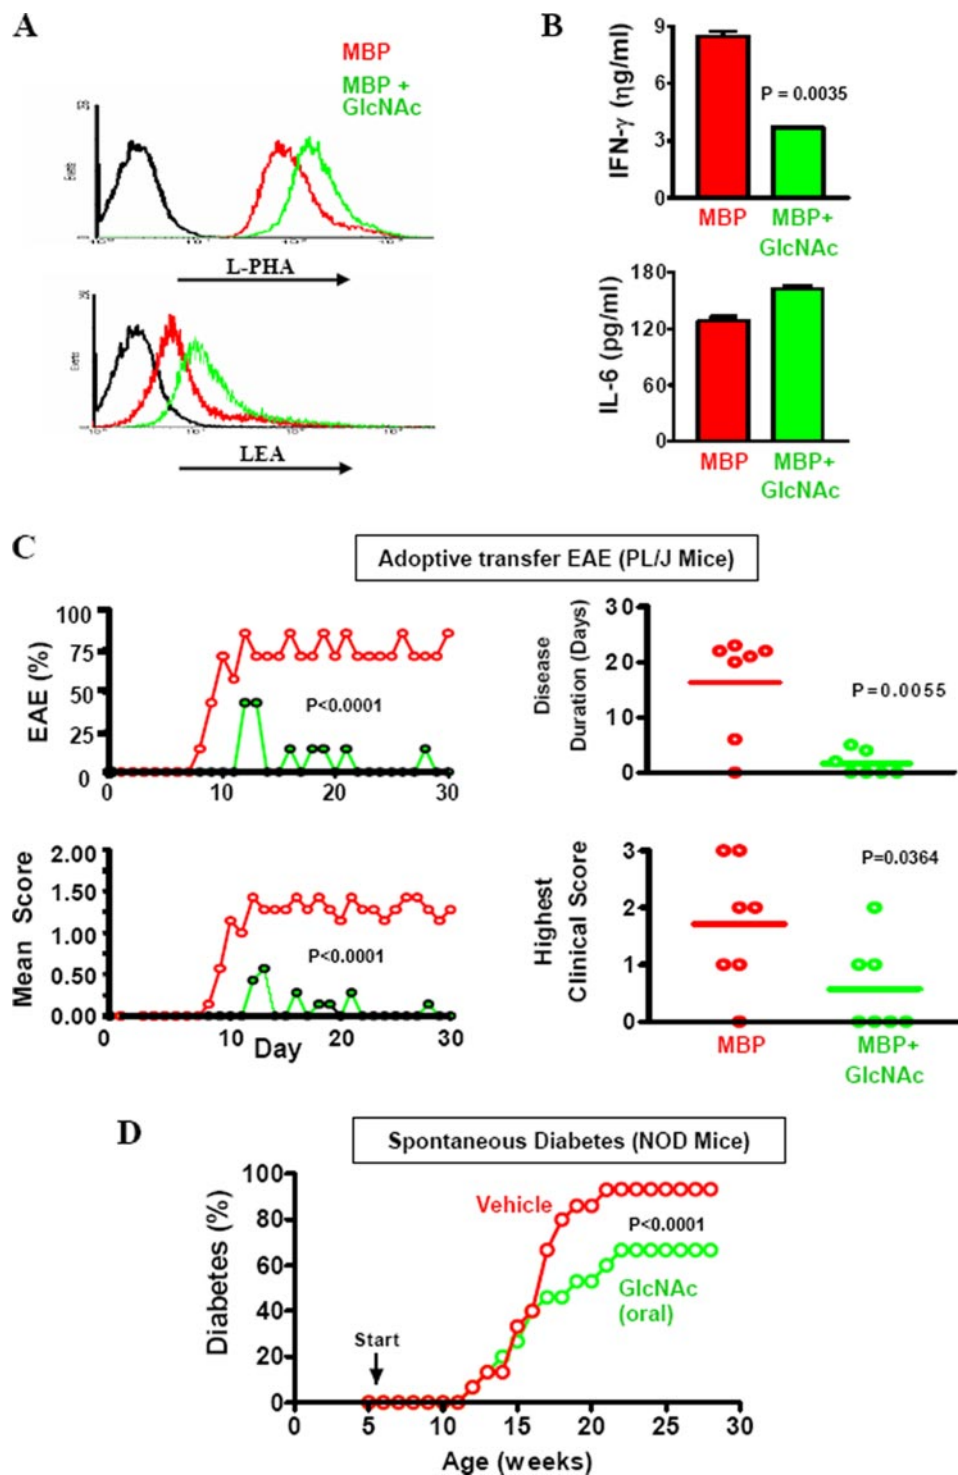 A
MBP
MBP +
GlcNAc
L-PHA
LEA
B
IFN-γ (ηg/ml)
9
6
3
0
P = 0.0035
MBP
MBP+
GlcNAc
IL-6 (pg/ml)
180
120
60
0
MBP
MBP+
GlcNAc
C
Adoptive transfer EAE (PL/J Mice)
EAE (%)
100
75
50
25
0
P<0.0001
0 10 20 30
Disease
Duration (Days)
30
20
10
0
P=0.0055
Mean Score
2.00
1.50
1.00
0.50
0.00
P<0.0001
0 10 20 30
Day
Highest
Clinical Score
3
2
1
0
P=0.0364
MBP
MBP+
GlcNAc
D
Spontaneous Diabetes (NOD Mice)
Diabetes (%)
100
80
60
40
20
0
Vehicle
P<0.0001
GlcNAc
(oral)
Start
0 5 10 15 20 25 30
Age (weeks)